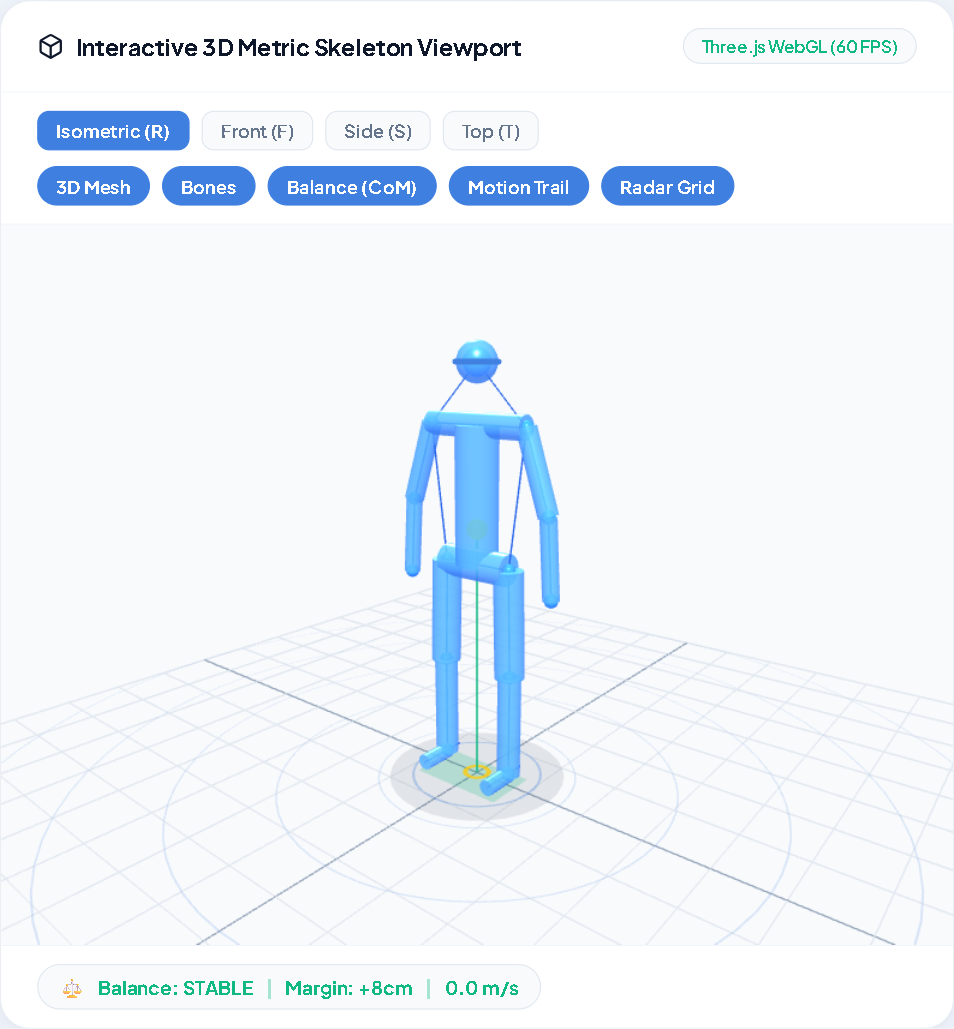 Interactive 3D Metric Skeleton Viewport
Three.js WebGL (60 FPS)
Isometric (R) Front (F) Side (S) Top (T)
3D Mesh Bones Balance (CoM) Motion Trail Radar Grid
Balance: STABLE | Margin: +8cm | 0.0 m/s